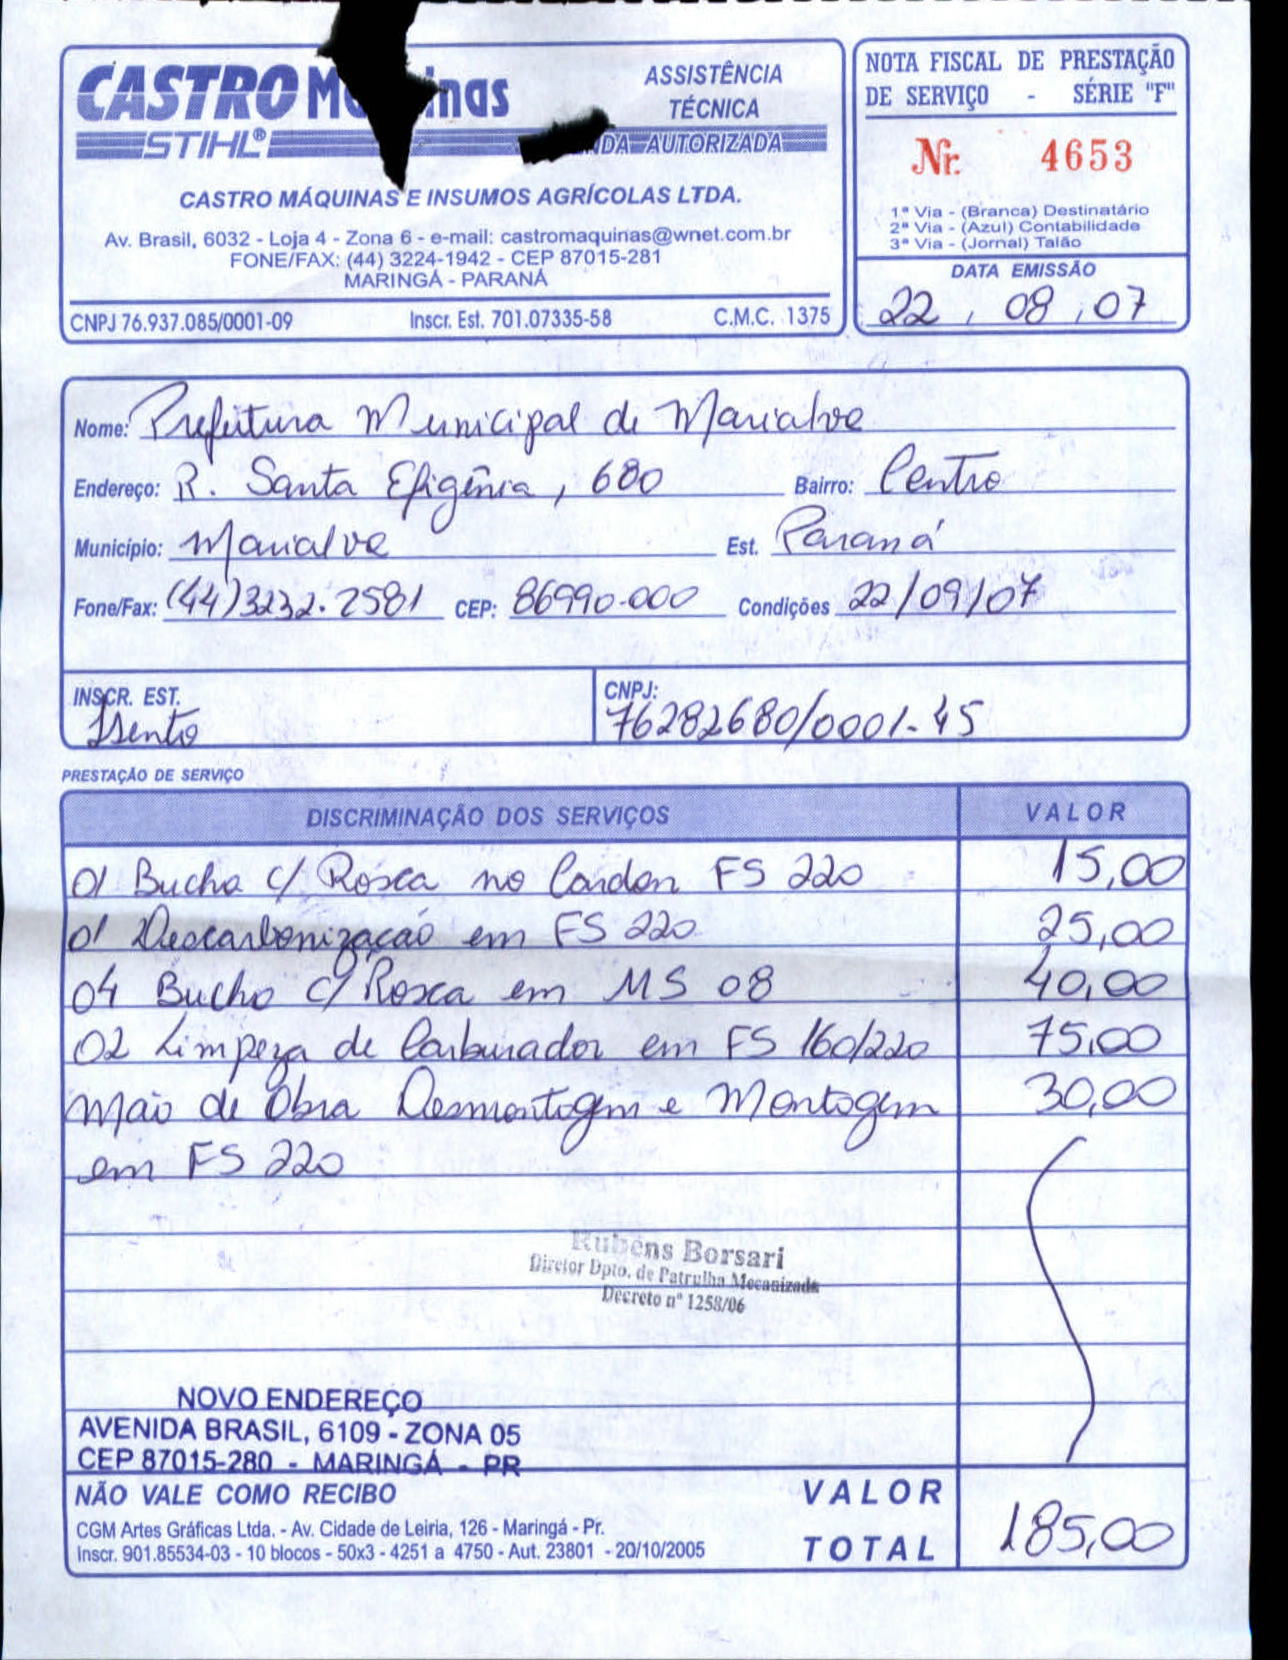 CASTRO
STIHL®
ASSISTÊNCIA
TÉCNICA
AUTORIZADA
CASTRO MÁQUINAS E INSUMOS AGRÍCOLAS LTDA.
Av. Brasil, 6032 - Loja 4 - Zona 6 - e-mail: castromaquinas@wnet.com.br
FONE/FAX: (44) 3224-1942 - CEP 87015-281
MARINGÁ - PARANÁ
CNPJ 76.937.085/0001-09 Inscr. Est. 701.07335-58 C.M.C. 1375
NOTA FISCAL DE PRESTAÇÃO
DE SERVIÇO - SÉRIE "F"
Nr. 4653
1ª Via - (Branca) Destinatário
2ª Via - (Azul) Contabilidade
3ª Via - (Jornal) Talão
DATA EMISSÃO
22 , 08 , 07
Nome: Prefeitura Municipal de Marialva
Endereço: R. Santa Efigênia, 680 Bairro: Centro
Município: Marialva Est. Paraná
Fone/Fax: (44)3232.2581 CEP: 86990-000 Condições 22/09/07
INSCR. EST.
Isento
CNPJ:
76282680/0001-45
PRESTAÇÃO DE SERVIÇO
DISCRIMINAÇÃO DOS SERVIÇOS VALOR
01 Bucha c/ Rosca no Cardan FS 220 15,00
01 Descarbonização em FS 220 25,00
04 Bucha c/ Rosca em MS 08 40,00
02 Limpeza de Carburador em FS 160/220 75,00
Mão de Obra Desmontagem e Montagem 30,00
em FS 220
Rubens Borsari
Diretor Dpto. de Patrulha Mecanizada
Decreto nº 1258/06
NOVO ENDEREÇO
AVENIDA BRASIL, 6109 - ZONA 05
CEP 87015-280 - MARINGÁ - PR
NÃO VALE COMO RECIBO
CGM Artes Gráficas Ltda. - Av. Cidade de Leiria, 126 - Maringá - Pr.
Inscr. 901.85534-03 - 10 blocos - 50x3 - 4251 a 4750 - Aut. 23801 - 20/10/2005
VALOR
TOTAL 185,00